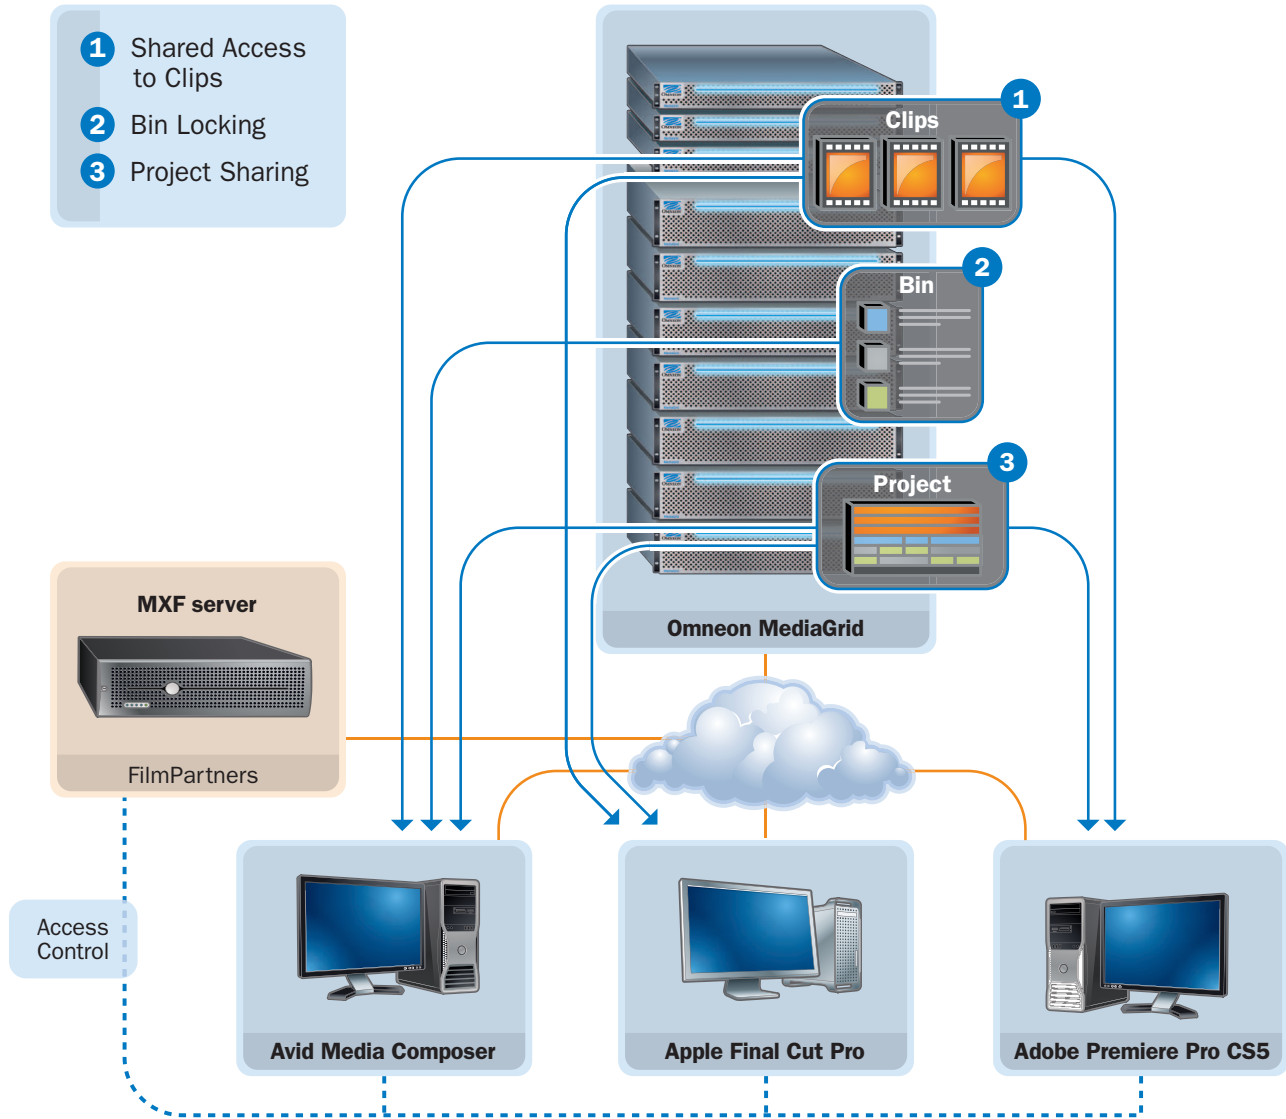 1 Shared Access
to Clips
2 Bin Locking
3 Project Sharing
1
Clips
2
Bin
3
Project
Omneon MediaGrid
MXF server
FilmPartners
Access
Control
Avid Media Composer
Apple Final Cut Pro
Adobe Premiere Pro CS5